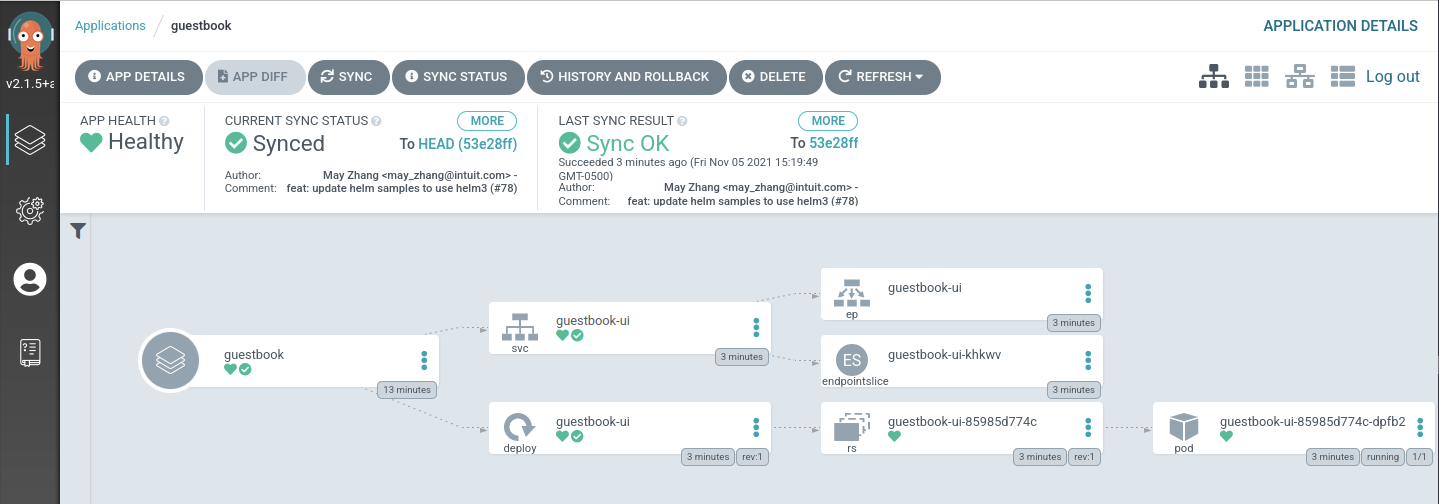 Applications / guestbook
APPLICATION DETAILS
v2.1.5+a
APP DETAILS
APP DIFF
SYNC
SYNC STATUS
HISTORY AND ROLLBACK
DELETE
REFRESH
Log out
APP HEALTH
Healthy
CURRENT SYNC STATUS
MORE
Synced
To HEAD (53e28ff)
Author: May Zhang <may_zhang@intuit.com> -
Comment: feat: update helm samples to use helm3 (#78)
LAST SYNC RESULT
MORE
Sync OK
To 53e28ff
Succeeded 3 minutes ago (Fri Nov 05 2021 15:19:49
GMT-0500)
Author: May Zhang <may_zhang@intuit.com> -
Comment: feat: update helm samples to use helm3 (#78)
guestbook
13 minutes
guestbook-ui
svc
3 minutes
guestbook-ui
deploy
3 minutes
rev:1
guestbook-ui
ep
3 minutes
ES
guestbook-ui-khkwv
endpointslice
3 minutes
guestbook-ui-85985d774c
rs
3 minutes
rev:1
guestbook-ui-85985d774c-dpfb2
pod
3 minutes
running
1/1